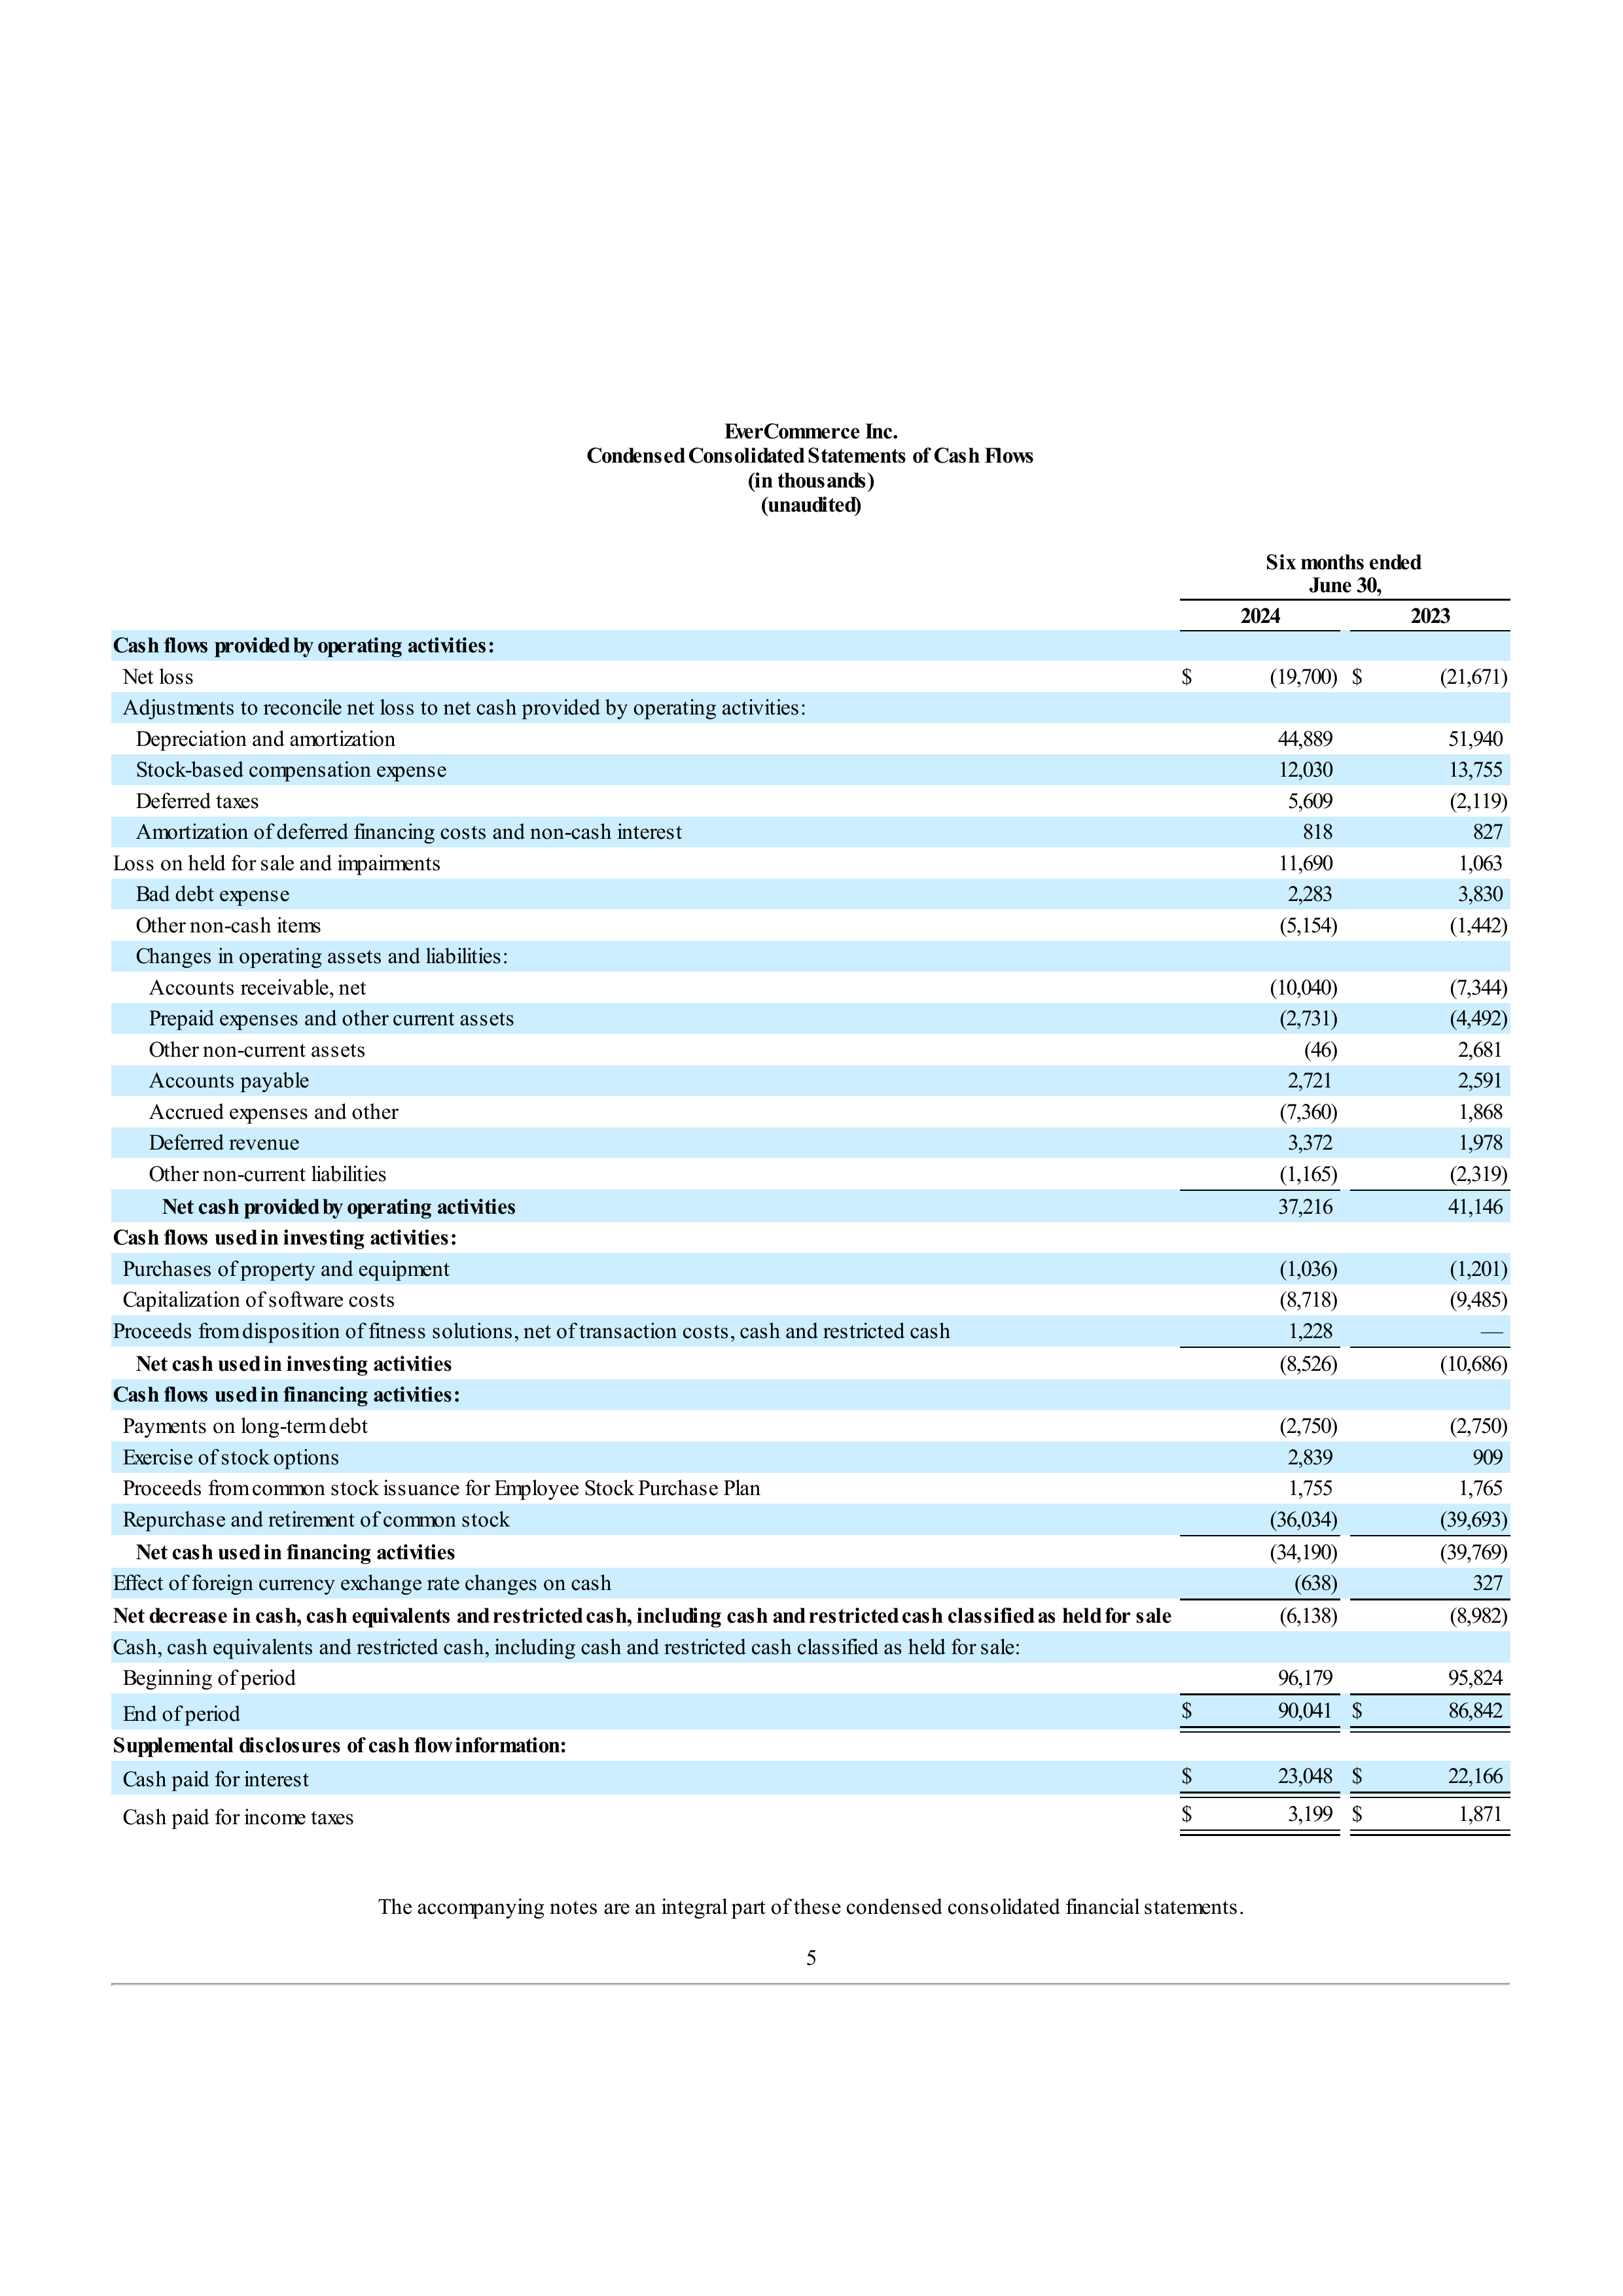 EverCommerce Inc.
Condensed Consolidated Statements of Cash Flows
(in thousands)
(unaudited)
Six months ended
June 30,
2024 2023
Cash flows provided by operating activities:
Net loss $ (19,700) $ (21,671)
Adjustments to reconcile net loss to net cash provided by operating activities:
Depreciation and amortization 44,889 51,940
Stock-based compensation expense 12,030 13,755
Deferred taxes 5,609 (2,119)
Amortization of deferred financing costs and non-cash interest 818 827
Loss on held for sale and impairments 11,690 1,063
Bad debt expense 2,283 3,830
Other non-cash items (5,154) (1,442)
Changes in operating assets and liabilities:
Accounts receivable, net (10,040) (7,344)
Prepaid expenses and other current assets (2,731) (4,492)
Other non-current assets (46) 2,681
Accounts payable 2,721 2,591
Accrued expenses and other (7,360) 1,868
Deferred revenue 3,372 1,978
Other non-current liabilities (1,165) (2,319)
Net cash provided by operating activities 37,216 41,146
Cash flows used in investing activities:
Purchases of property and equipment (1,036) (1,201)
Capitalization of software costs (8,718) (9,485)
Proceeds from disposition of fitness solutions, net of transaction costs, cash and restricted cash 1,228 —
Net cash used in investing activities (8,526) (10,686)
Cash flows used in financing activities:
Payments on long-term debt (2,750) (2,750)
Exercise of stock options 2,839 909
Proceeds from common stock issuance for Employee Stock Purchase Plan 1,755 1,765
Repurchase and retirement of common stock (36,034) (39,693)
Net cash used in financing activities (34,190) (39,769)
Effect of foreign currency exchange rate changes on cash (638) 327
Net decrease in cash, cash equivalents and restricted cash, including cash and restricted cash classified as held for sale (6,138) (8,982)
Cash, cash equivalents and restricted cash, including cash and restricted cash classified as held for sale:
Beginning of period 96,179 95,824
End of period $ 90,041 $ 86,842
Supplemental disclosures of cash flow information:
Cash paid for interest $ 23,048 $ 22,166
Cash paid for income taxes $ 3,199 $ 1,871
The accompanying notes are an integral part of these condensed consolidated financial statements.
5